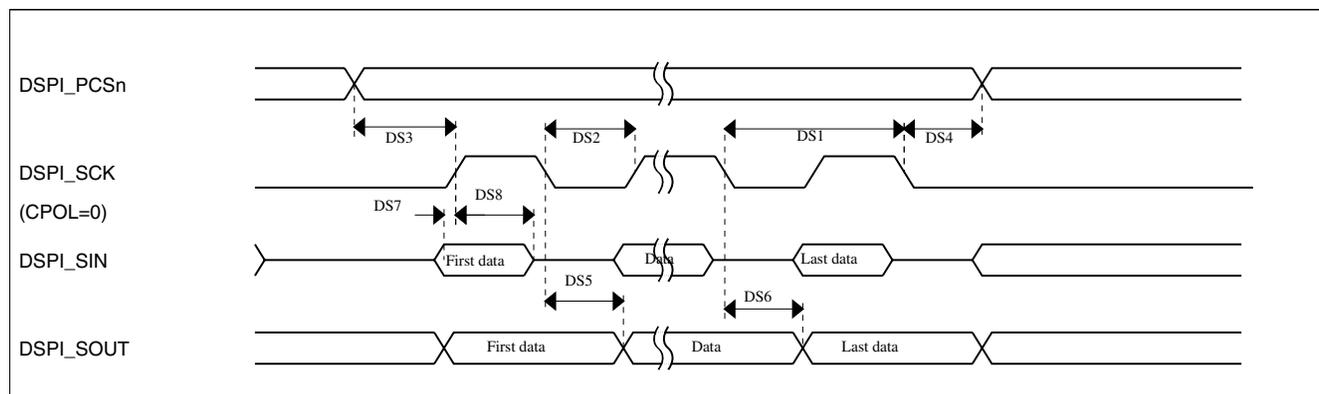 DSPI_PCSn
DS3
DS2
DS1
DS4
DSPI_SCK
(CPOL=0)
DS7
DS8
DSPI_SIN
First data
Data
Last data
DS5
DS6
DSPI_SOUT
First data
Data
Last data